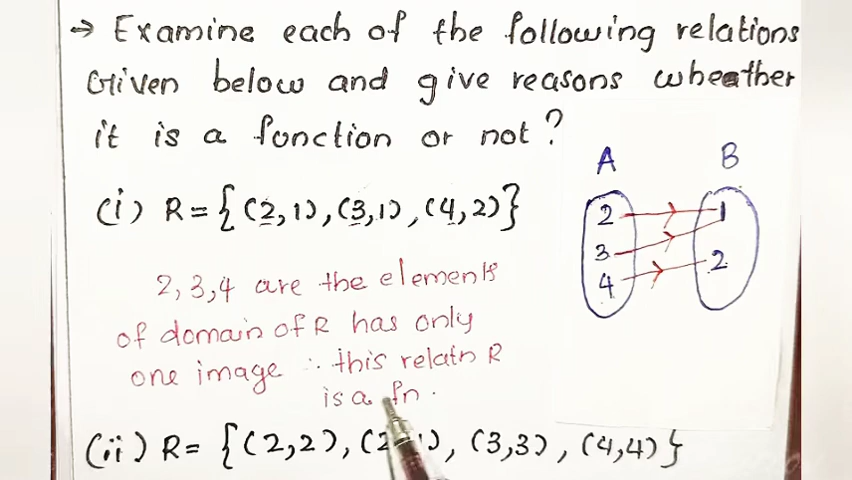 → Examine each of the following relations
Given below and give reasons wheather
it is a function or not?
(i) R = {(2,1), (3,1), (4,2)}
A B
2 1
3
4 2
2,3,4 are the elements
of domain of R has only
one image ∴ this relatn R
is a fn.
(ii) R = {(2,2), (2 1), (3,3), (4,4)}